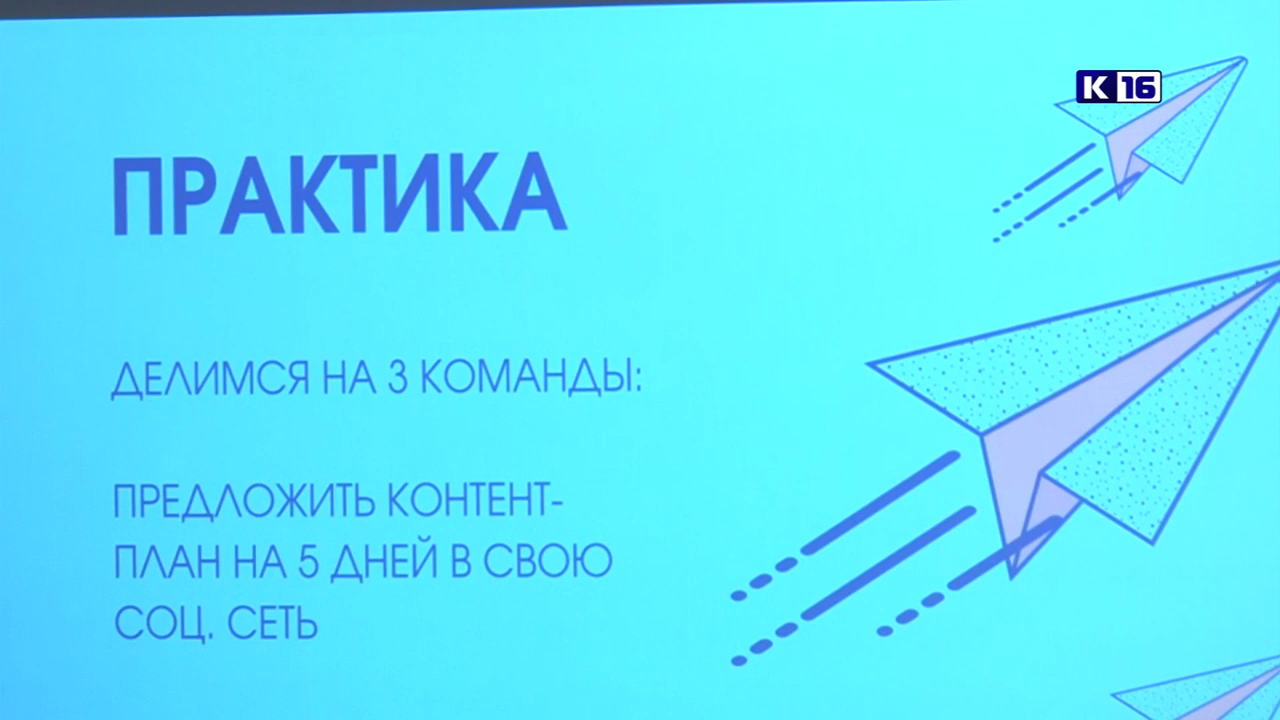 К 16
ПРАКТИКА
ДЕЛИМСЯ НА 3 КОМАНДЫ:
ПРЕДЛОЖИТЬ КОНТЕНТ-
ПЛАН НА 5 ДНЕЙ В СВОЮ
СОЦ. СЕТЬ